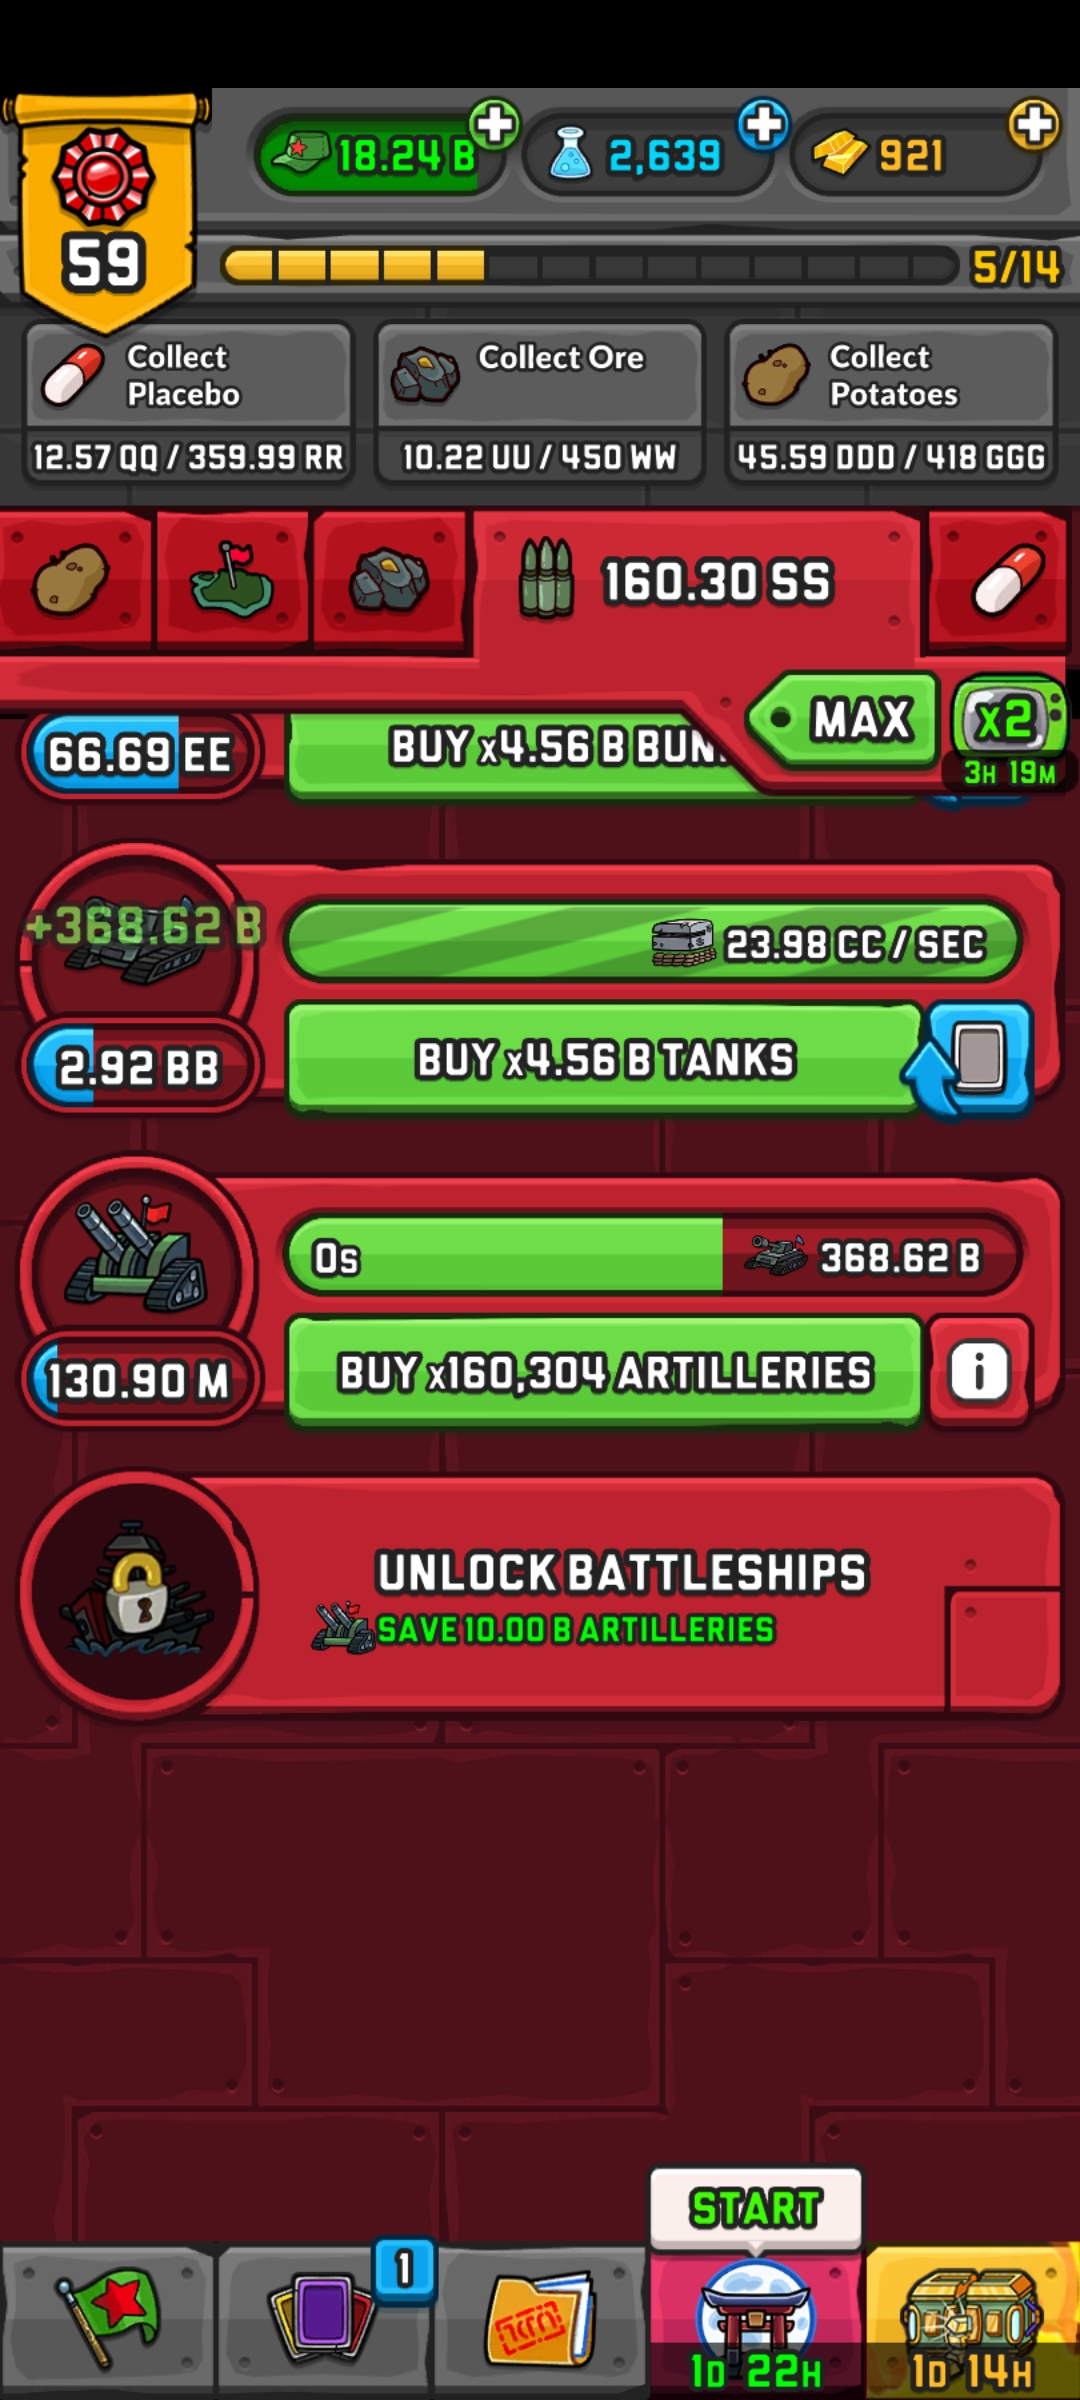 18.24 B
2,639
921
59
5/14
Collect Placebo
12.57 QQ / 359.99 RR
Collect Ore
10.22 UU / 450 WW
Collect Potatoes
45.59 DDD / 418 GGG
160.30 SS
MAX
x2
3H 19M
66.69 EE
BUY x4.56 B BUN
+368.62 B
23.98 CC / SEC
2.92 BB
BUY x4.56 B TANKS
0s
368.62 B
130.90 M
BUY x160,304 ARTILLERIES
i
UNLOCK BATTLESHIPS
SAVE 10.00 B ARTILLERIES
START
1
1D 22H
1D 14H